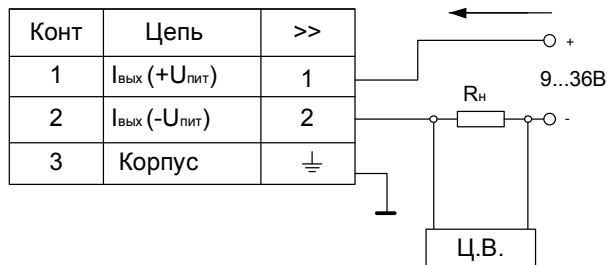 Конт Цепь >>
1 Iвых (+Uпит) 1
2 Iвых (-Uпит) 2
3 Корпус
+
9...36В
Rн
-
Ц.В.